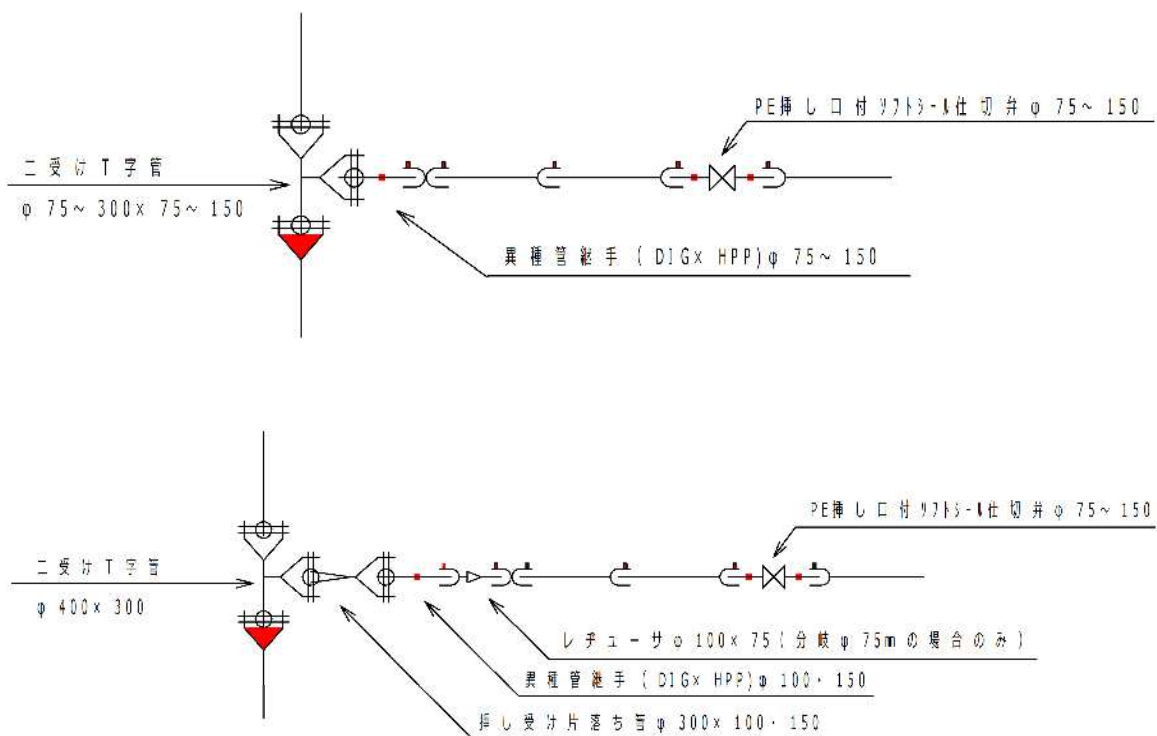 PE挿し口付ソフトシール仕切弁φ75~150
二受けT字管
φ75~300×75~150
異種管継手(DIG×HPP)φ75~150
PE挿し口付ソフトシール仕切弁φ75~150
二受けT字管
φ400×300
レデューサφ100×75(分岐φ75mmの場合のみ)
異種管継手(DIG×HPP)φ100・150
挿し受け片落ち管φ300×100・150